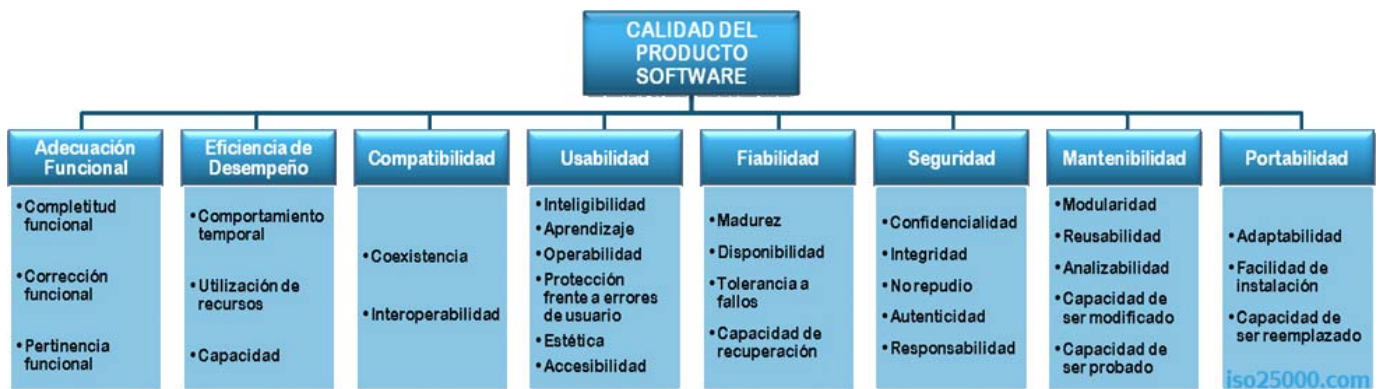 CALIDAD DEL
PRODUCTO
SOFTWARE
Adecuación
Funcional
•Completitud
funcional
•Corrección
funcional
•Pertinencia
funcional
Eficiencia de
Desempeño
•Comportamiento
temporal
•Utilización de
recursos
•Capacidad
Compatibilidad
•Coexistencia
•Interoperabilidad
Usabilidad
•Inteligibilidad
•Aprendizaje
•Operabilidad
•Protección
frente a errores
de usuario
•Estética
•Accesibilidad
Fiabilidad
•Madurez
•Disponibilidad
•Tolerancia a
fallos
•Capacidad de
recuperación
Seguridad
•Confidencialidad
•Integridad
•No repudio
•Autenticidad
•Responsabilidad
Mantenibilidad
•Modularidad
•Reusabilidad
•Analizabilidad
•Capacidad de
ser modificado
•Capacidad de
ser probado
Portabilidad
•Adaptabilidad
•Facilidad de
instalación
•Capacidad de
ser reemplazado
iso25000.com